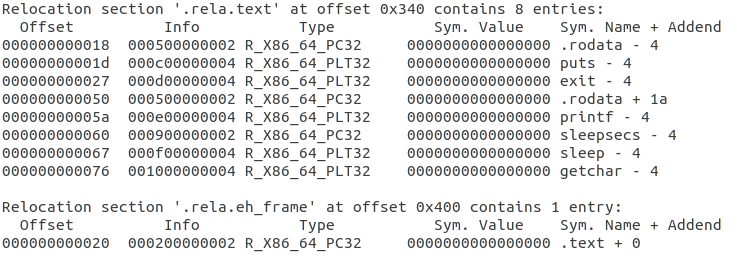 Relocation section '.rela.text' at offset 0x340 contains 8 entries:
  Offset          Info           Type           Sym. Value    Sym. Name + Addend
000000000018  000500000002 R_X86_64_PC32     0000000000000000 .rodata - 4
00000000001d  000c00000004 R_X86_64_PLT32    0000000000000000 puts - 4
000000000027  000d00000004 R_X86_64_PLT32    0000000000000000 exit - 4
000000000050  000500000002 R_X86_64_PC32     0000000000000000 .rodata + 1a
00000000005a  000e00000004 R_X86_64_PLT32    0000000000000000 printf - 4
000000000060  000900000002 R_X86_64_PC32     0000000000000000 sleepsecs - 4
000000000067  000f00000004 R_X86_64_PLT32    0000000000000000 sleep - 4
000000000076  001000000004 R_X86_64_PLT32    0000000000000000 getchar - 4

Relocation section '.rela.eh_frame' at offset 0x400 contains 1 entry:
  Offset          Info           Type           Sym. Value    Sym. Name + Addend
000000000020  000200000002 R_X86_64_PC32     0000000000000000 .text + 0